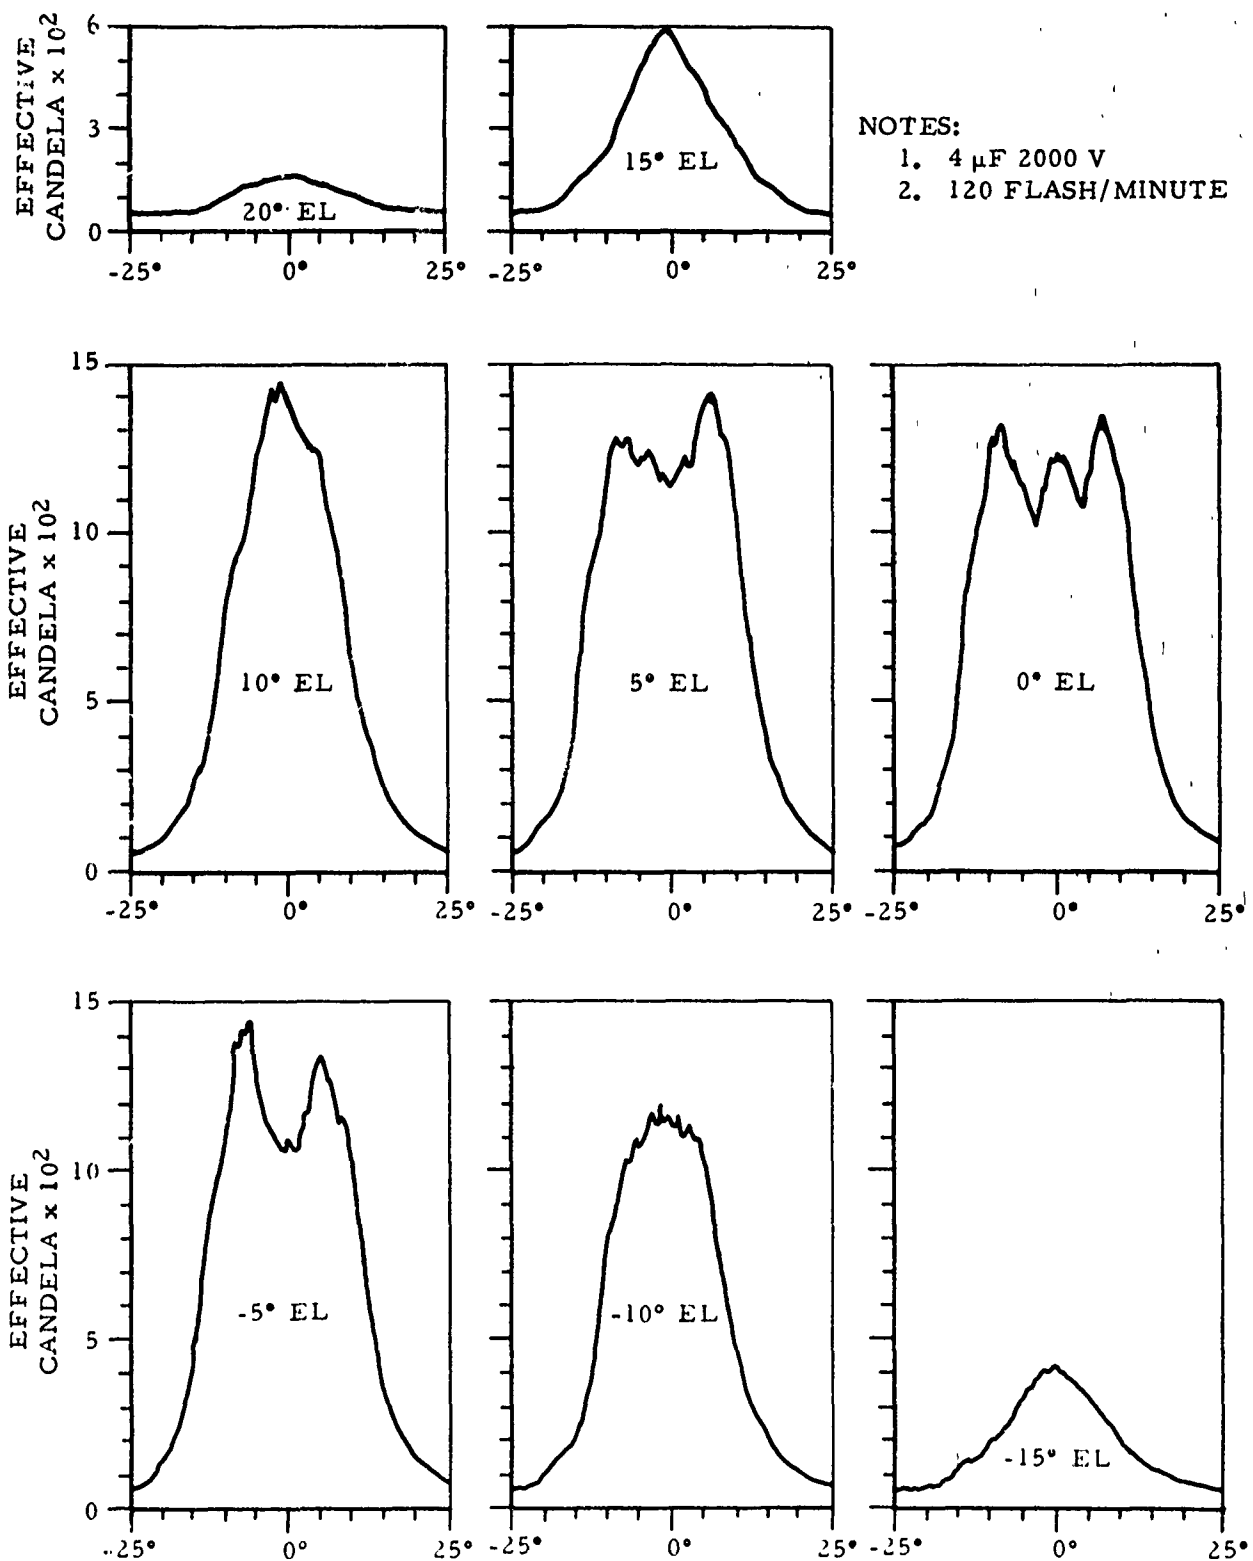 EFFECTIVE
CANDELA x 10²
6
3
0
20° EL
-25° 0° 25°
15° EL
-25° 0° 25°
NOTES:
1. 4 µF 2000 V
2. 120 FLASH/MINUTE
EFFECTIVE
CANDELA x 10²
15
10
5
0
10° EL
-25° 0° 25°
5° EL
-25° 0° 25°
0° EL
-25° 0° 25°
EFFECTIVE
CANDELA x 10²
15
10
5
0
-5° EL
-25° 0° 25°
-10° EL
-25° 0° 25°
-15° EL
-25° 0° 25°